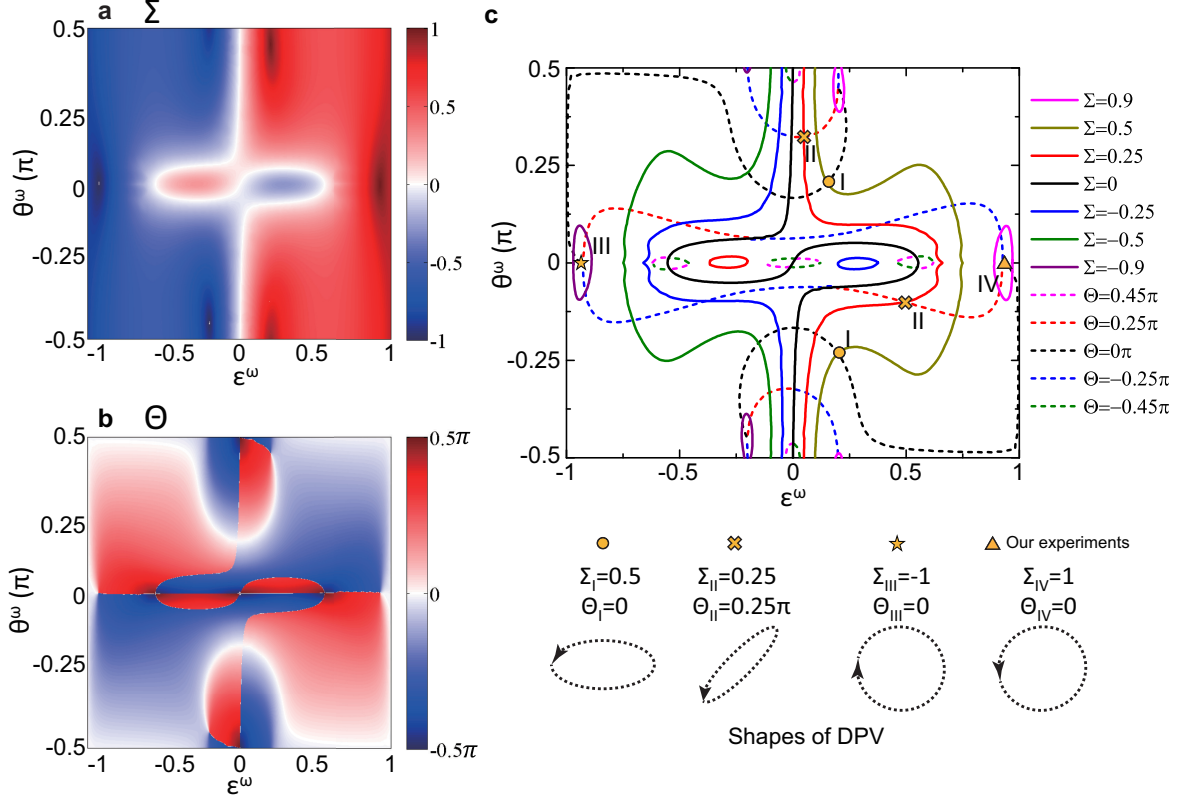 a Σ
0.5
0.25
0
-0.25
-0.5
θ^ω (π)
-1 -0.5 0 0.5 1
ε^ω
1
0.5
0
-0.5
-1
b Θ
0.5
0.25
0
-0.25
-0.5
θ^ω (π)
-1 -0.5 0 0.5 1
ε^ω
0.5π
0
-0.5π
c
0.5
0.25
0
-0.25
-0.5
θ^ω (π)
-1 -0.5 0 0.5 1
ε^ω
II
I
III
IV
II
I
Σ=0.9
Σ=0.5
Σ=0.25
Σ=0
Σ=−0.25
Σ=−0.5
Σ=−0.9
Θ=0.45π
Θ=0.25π
Θ=0π
Θ=−0.25π
Θ=−0.45π
Our experiments
Σ_I=0.5 Σ_II=0.25 Σ_III=-1 Σ_IV=1
Θ_I=0 Θ_II=0.25π Θ_III=0 Θ_IV=0
Shapes of DPV